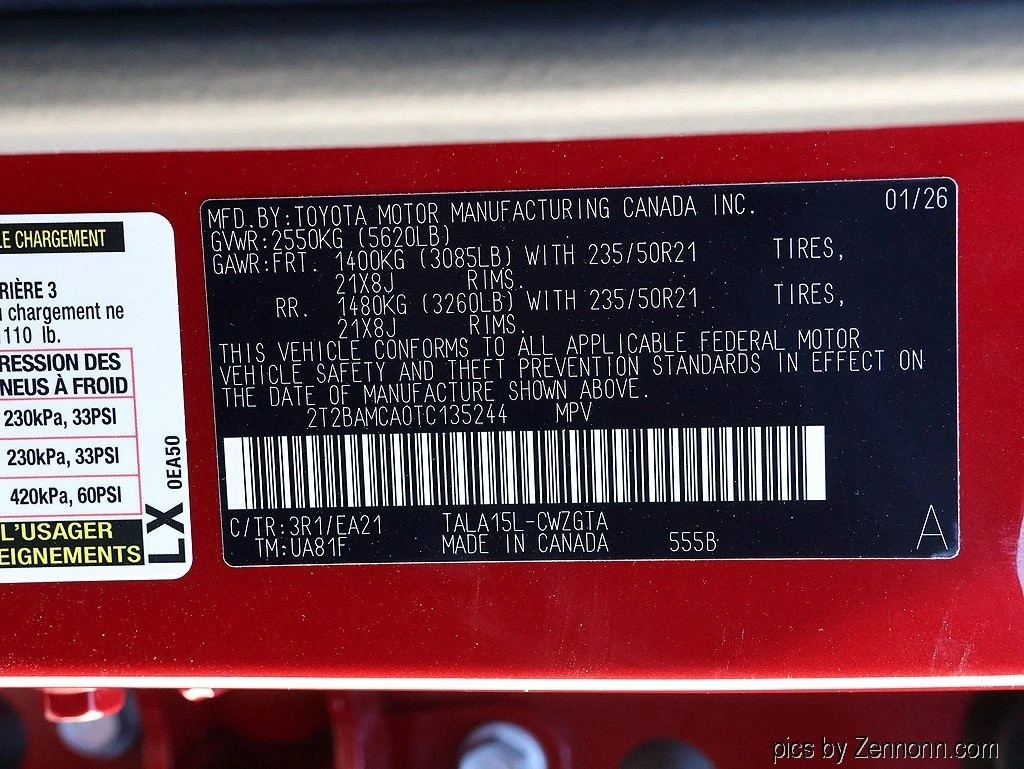 LE CHARGEMENT
RIÈRE 3
chargement ne
110 lb.
RESSION DES
NEUS À FROID
230kPa, 33PSI
230kPa, 33PSI
420kPa, 60PSI
L'USAGER
EIGNEMENTS
LX 0EA50
MFD.BY:TOYOTA MOTOR MANUFACTURING CANADA INC. 01/26
GVWR:2550KG (5620LB)
GAWR:FRT. 1400KG (3085LB) WITH 235/50R21 TIRES,
21X8J RIMS.
RR. 1480KG (3260LB) WITH 235/50R21 TIRES,
21X8J RIMS.
THIS VEHICLE CONFORMS TO ALL APPLICABLE FEDERAL MOTOR
VEHICLE SAFETY AND THEFT PREVENTION STANDARDS IN EFFECT ON
THE DATE OF MANUFACTURE SHOWN ABOVE.
2T2BAMCA0TC135244 MPV
C/TR:3R1/EA21 TALA15L-CWZGTA
TM:UA81F MADE IN CANADA 555B
A
pics by Zennonn.com